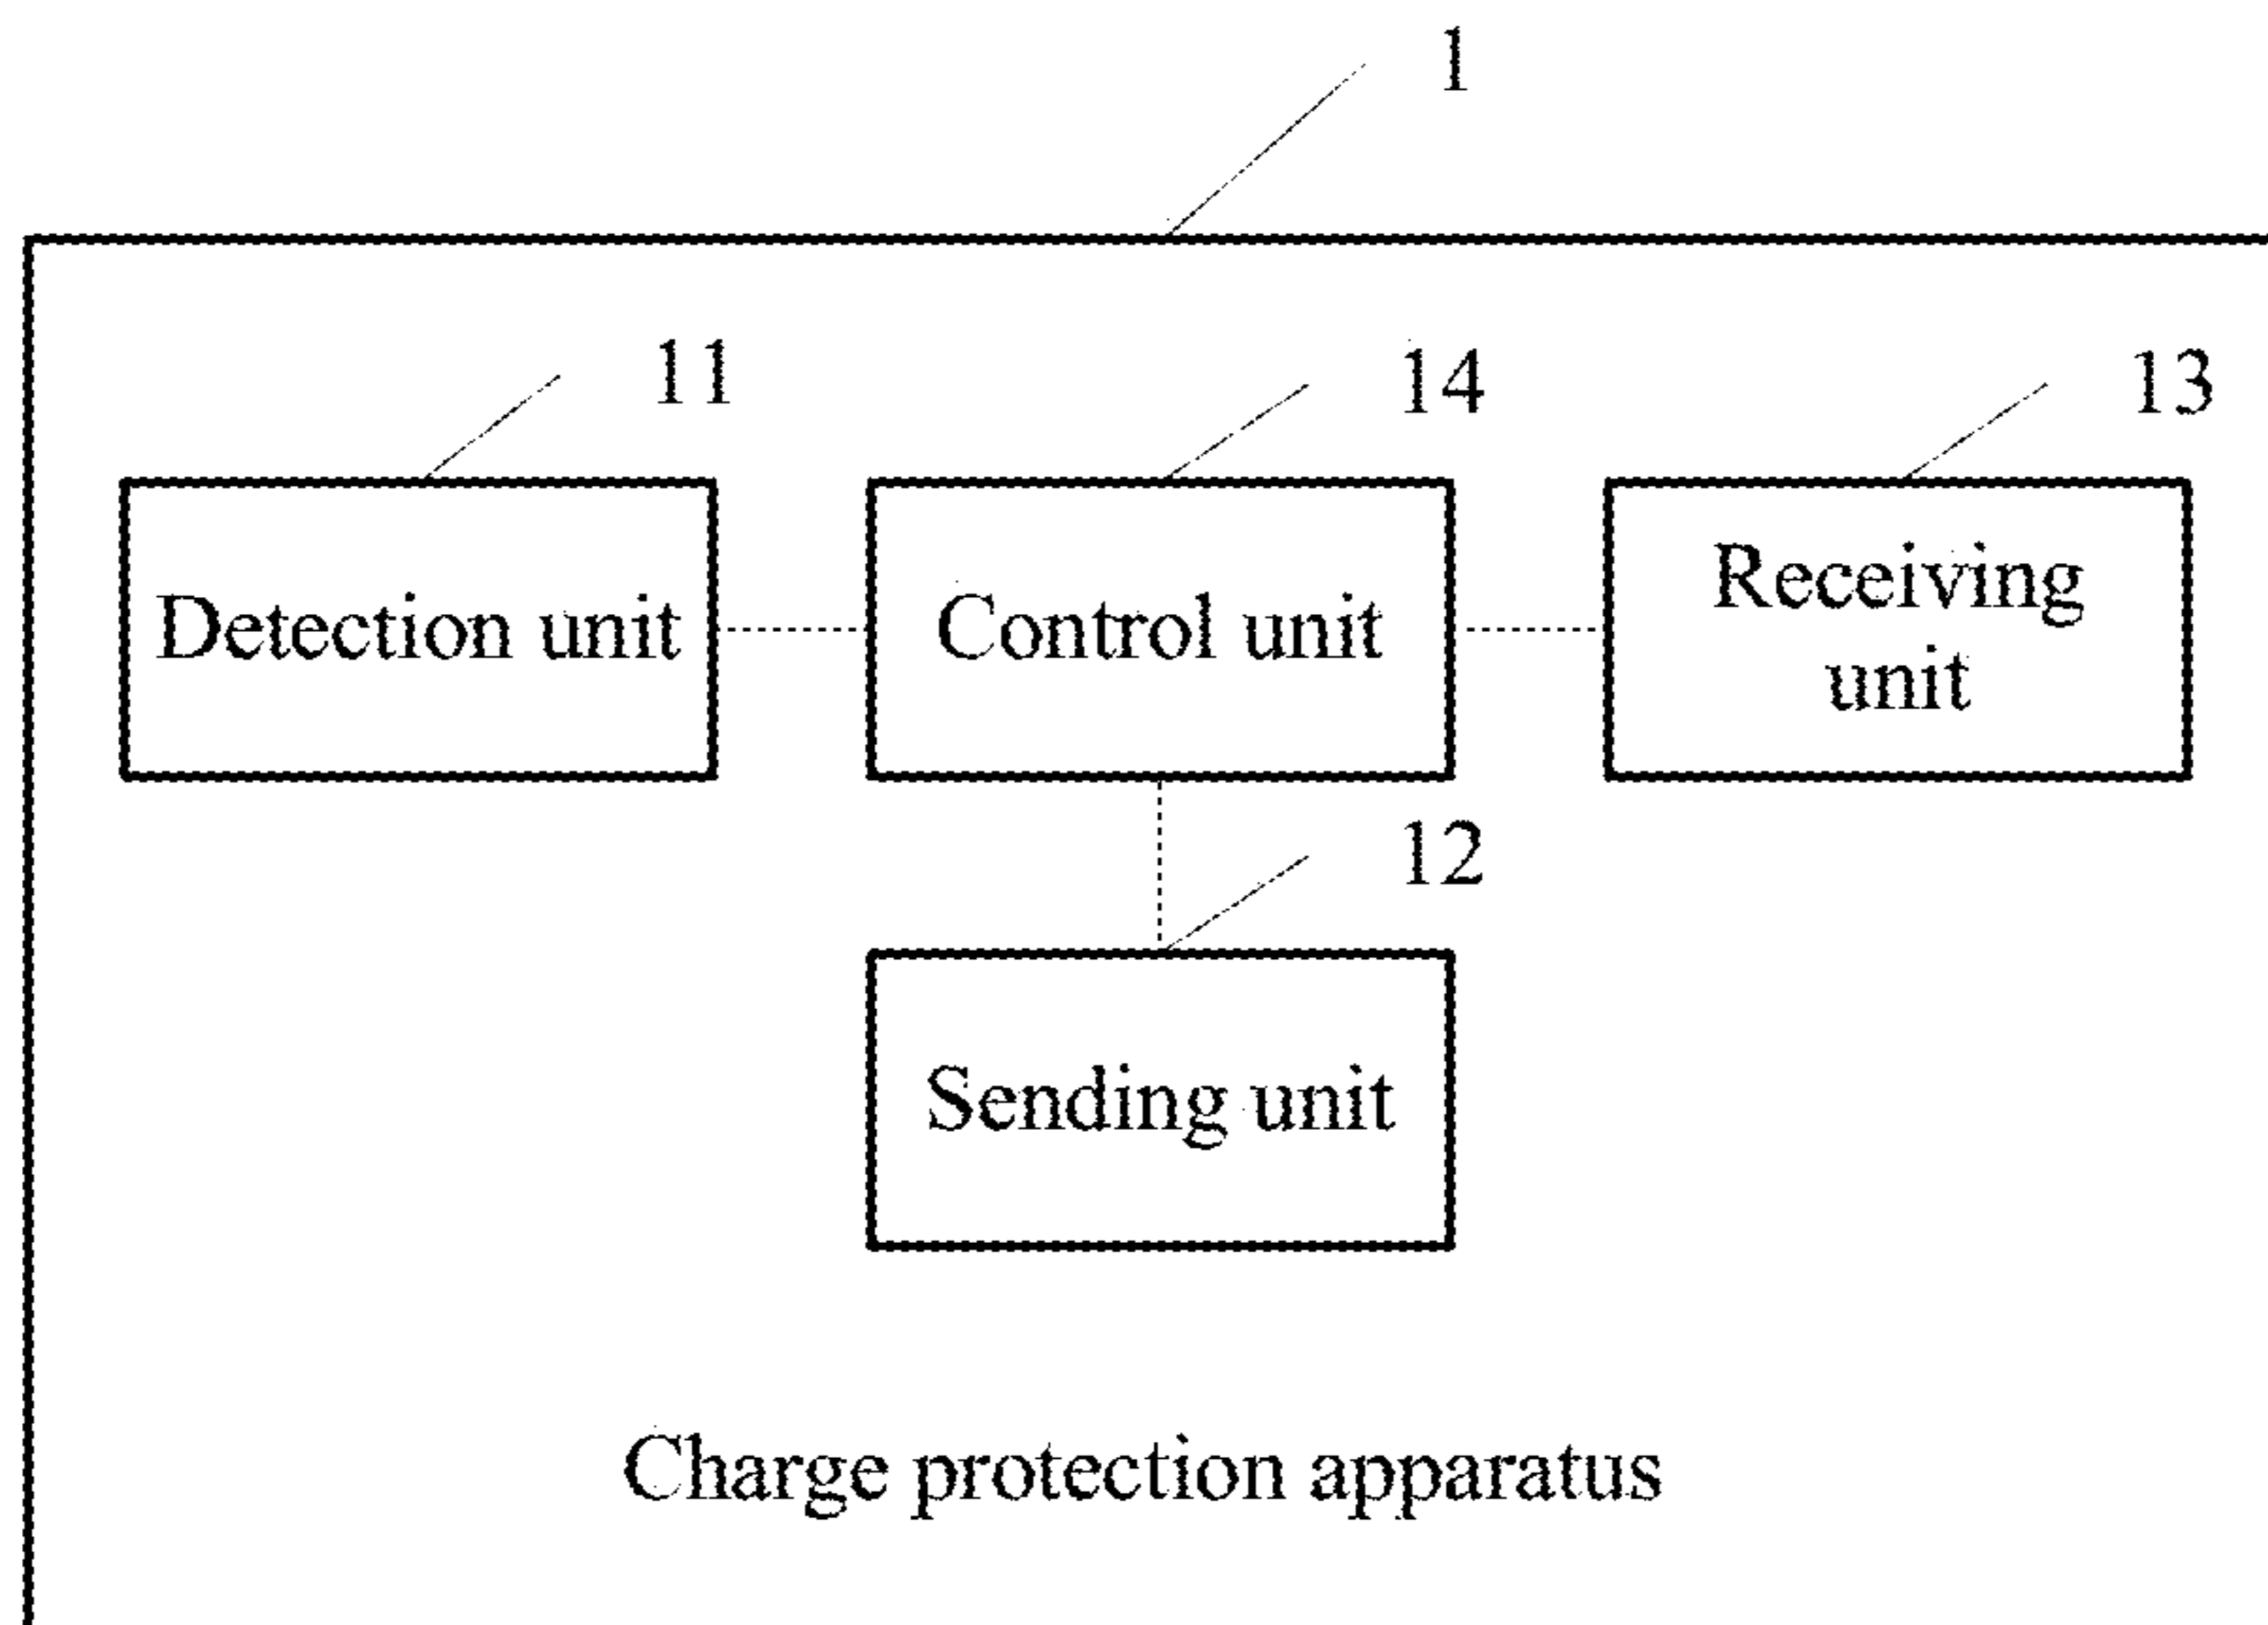 1
11
14
13
Detection unit
Control unit
Receiving
unit
12
Sending unit
Charge protection apparatus